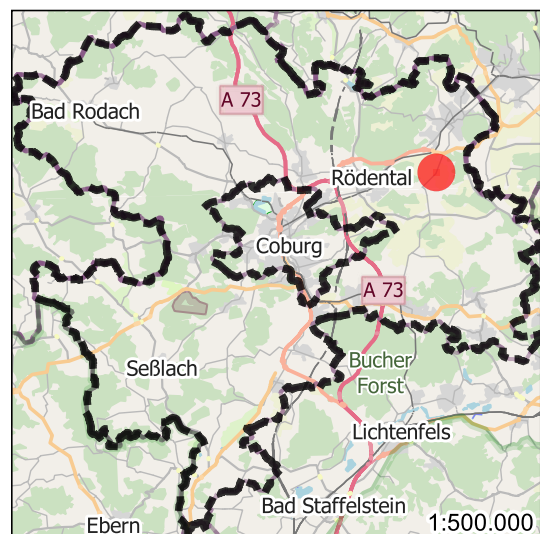 A 73
Bad Rodach
Rödental
Coburg
A 73
Bucher
Forst
Seßlach
Lichtenfels
Bad Staffelstein
Ebern
1:500.000